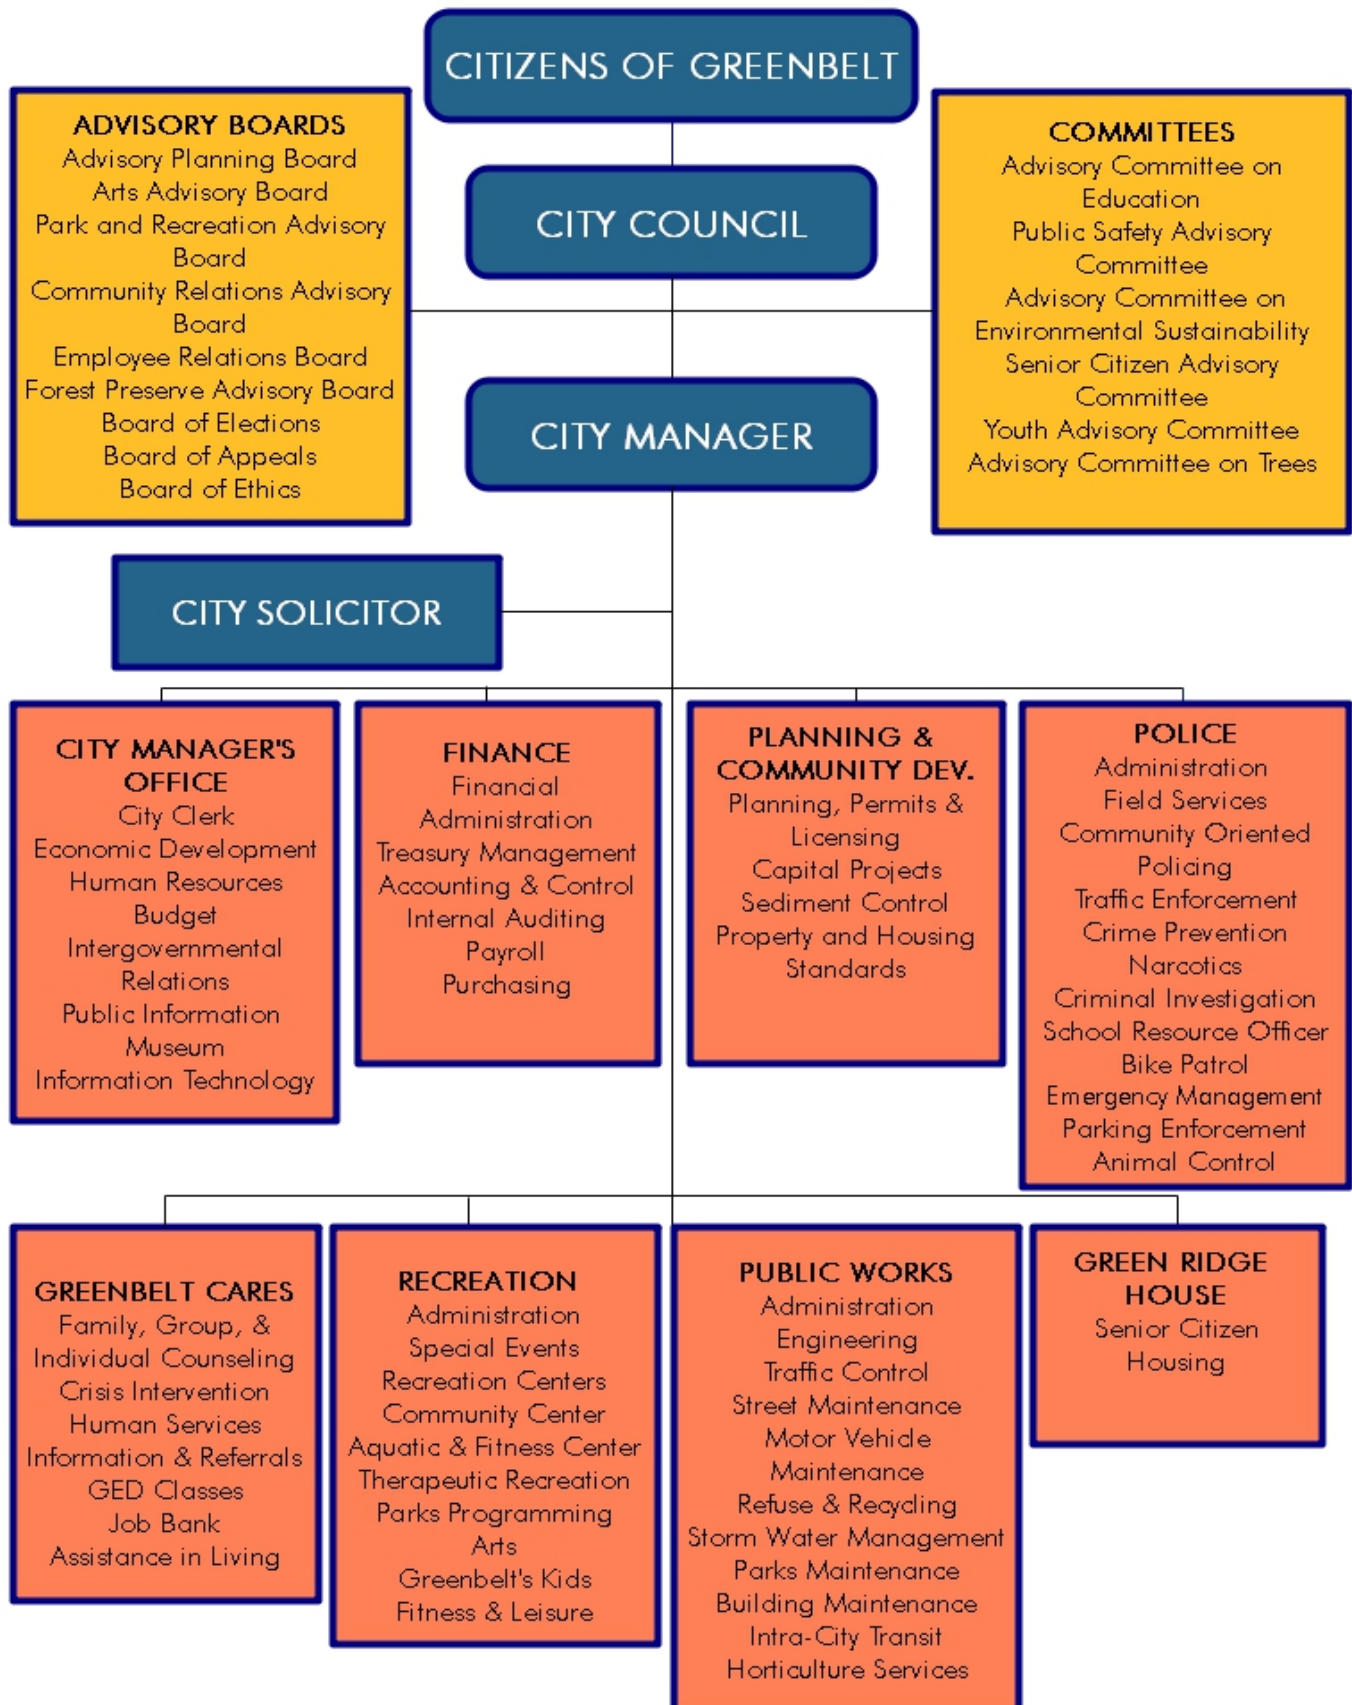 CITIZENS OF GREENBELT
ADVISORY BOARDS
Advisory Planning Board
Arts Advisory Board
Park and Recreation Advisory
Board
Community Relations Advisory
Board
Employee Relations Board
Forest Preserve Advisory Board
Board of Elections
Board of Appeals
Board of Ethics
CITY COUNCIL
COMMITTEES
Advisory Committee on
Education
Public Safety Advisory
Committee
Advisory Committee on
Environmental Sustainability
Senior Citizen Advisory
Committee
Youth Advisory Committee
Advisory Committee on Trees
CITY MANAGER
CITY SOLICITOR
CITY MANAGER'S
OFFICE
City Clerk
Economic Development
Human Resources
Budget
Intergovernmental
Relations
Public Information
Museum
Information Technology
FINANCE
Financial
Administration
Treasury Management
Accounting & Control
Internal Auditing
Payroll
Purchasing
PLANNING &
COMMUNITY DEV.
Planning, Permits &
Licensing
Capital Projects
Sediment Control
Property and Housing
Standards
POLICE
Administration
Field Services
Community Oriented
Policing
Traffic Enforcement
Crime Prevention
Narcotics
Criminal Investigation
School Resource Officer
Bike Patrol
Emergency Management
Parking Enforcement
Animal Control
GREENBELT CARES
Family, Group, &
Individual Counseling
Crisis Intervention
Human Services
Information & Referrals
GED Classes
Job Bank
Assistance in Living
RECREATION
Administration
Special Events
Recreation Centers
Community Center
Aquatic & Fitness Center
Therapeutic Recreation
Parks Programming
Arts
Greenbelt's Kids
Fitness & Leisure
PUBLIC WORKS
Administration
Engineering
Traffic Control
Street Maintenance
Motor Vehicle
Maintenance
Refuse & Recycling
Storm Water Management
Parks Maintenance
Building Maintenance
Intra-City Transit
Horticulture Services
GREEN RIDGE
HOUSE
Senior Citizen
Housing